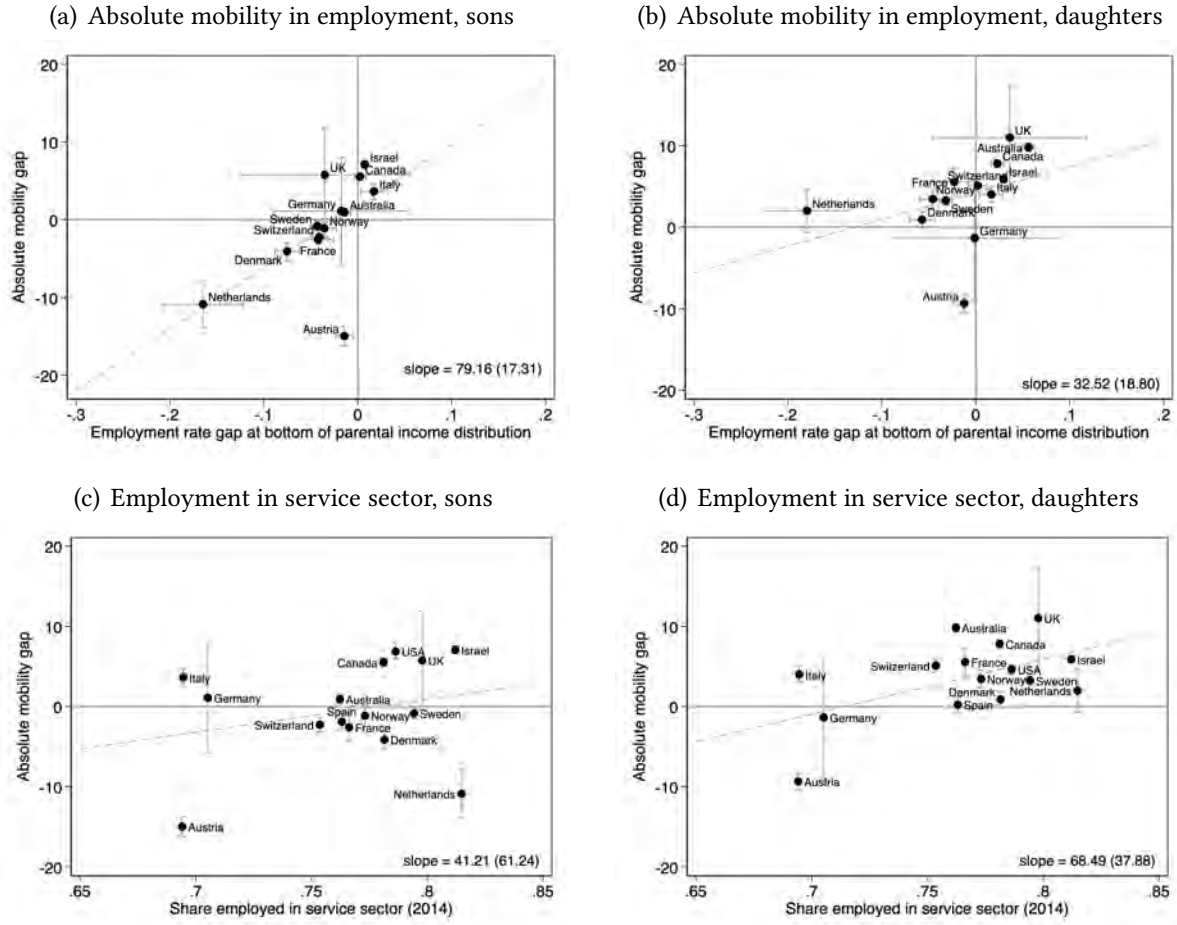 (a) Absolute mobility in employment, sons
(b) Absolute mobility in employment, daughters
Absolute mobility gap
20
10
0
-10
-20
UK
Israel
Canada
Italy
Germany
Australia
Sweden
Norway
Switzerland
France
Denmark
Netherlands
Austria
slope = 79.16 (17.31)
-.3 -.2 -.1 0 .1 .2
Employment rate gap at bottom of parental income distribution
Absolute mobility gap
20
10
0
-10
-20
UK
Australia
Canada
Switzerland
Israel
France
Norway
Italy
Netherlands
Sweden
Denmark
Germany
Austria
slope = 32.52 (18.80)
-.3 -.2 -.1 0 .1 .2
Employment rate gap at bottom of parental income distribution
(c) Employment in service sector, sons
(d) Employment in service sector, daughters
Absolute mobility gap
20
10
0
-10
-20
USA
Israel
Canada
UK
Italy
Germany
Australia
Spain
Norway
Sweden
Switzerland
France
Denmark
Netherlands
Austria
slope = 41.21 (61.24)
.65 .7 .75 .8 .85
Share employed in service sector (2014)
Absolute mobility gap
20
10
0
-10
-20
UK
Australia
Canada
Switzerland
France
Israel
USA
Italy
Norway
Sweden
Denmark
Netherlands
Spain
Germany
Austria
slope = 68.49 (37.88)
.65 .7 .75 .8 .85
Share employed in service sector (2014)